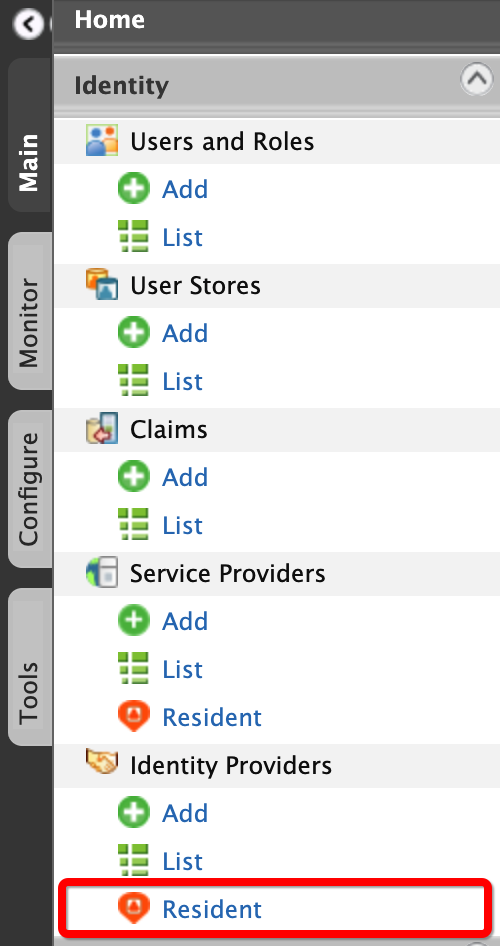 Home
Identity
Main
Users and Roles
Add
List
Monitor
User Stores
Add
List
Configure
Claims
Add
List
Service Providers
Add
List
Tools
Resident
Identity Providers
Add
List
Resident